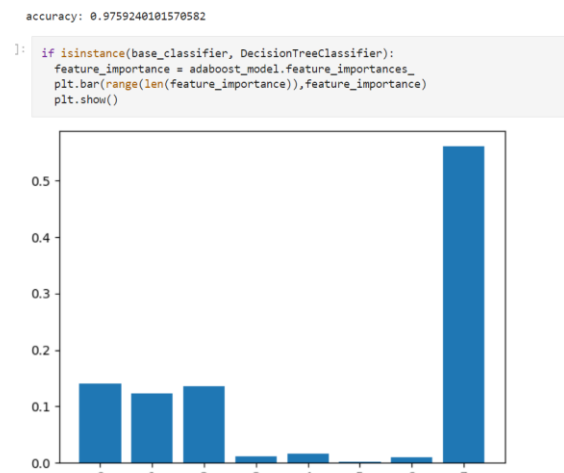 accuracy: 0.9759240101570582
]:
if isinstance(base_classifier, DecisionTreeClassifier):
feature_importance = adaboost_model.feature_importances_
plt.bar(range(len(feature_importance)),feature_importance)
plt.show()
0.5
0.4
0.3
0.2
0.1
0.0